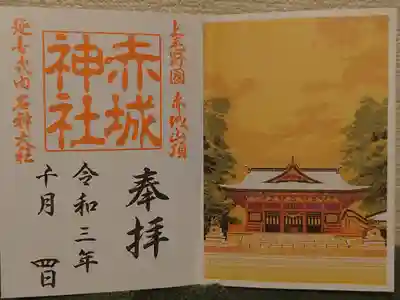 上毛野國 赤城山頂
赤城
神社
延喜式内 名神大社
奉拝
令和三年
十月 四日